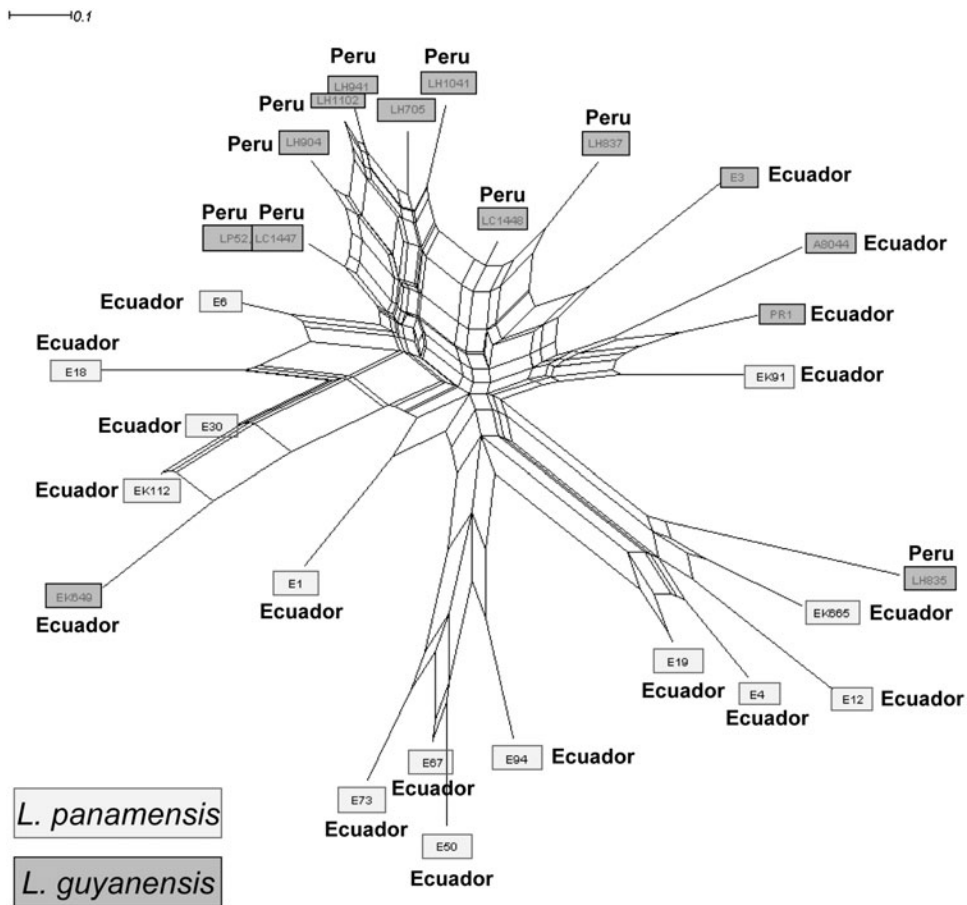 0.1
Peru
Peru
LH941
LH1041
Peru
LH1102
LH705
Peru
Peru
LH904
LH837
E3
Ecuador
Peru
Peru
LC1448
LP52
LC1447
A8044
Ecuador
Ecuador
E6
PR1
Ecuador
Ecuador
E18
EK91
Ecuador
Ecuador
E30
Ecuador
EK112
Peru
E1
LH835
EK649
Ecuador
EK665
Ecuador
Ecuador
E19
Ecuador
E4
E12
Ecuador
Ecuador
E94
Ecuador
E67
Ecuador
L. panamensis
E73
Ecuador
E50
Ecuador
L. guyanensis